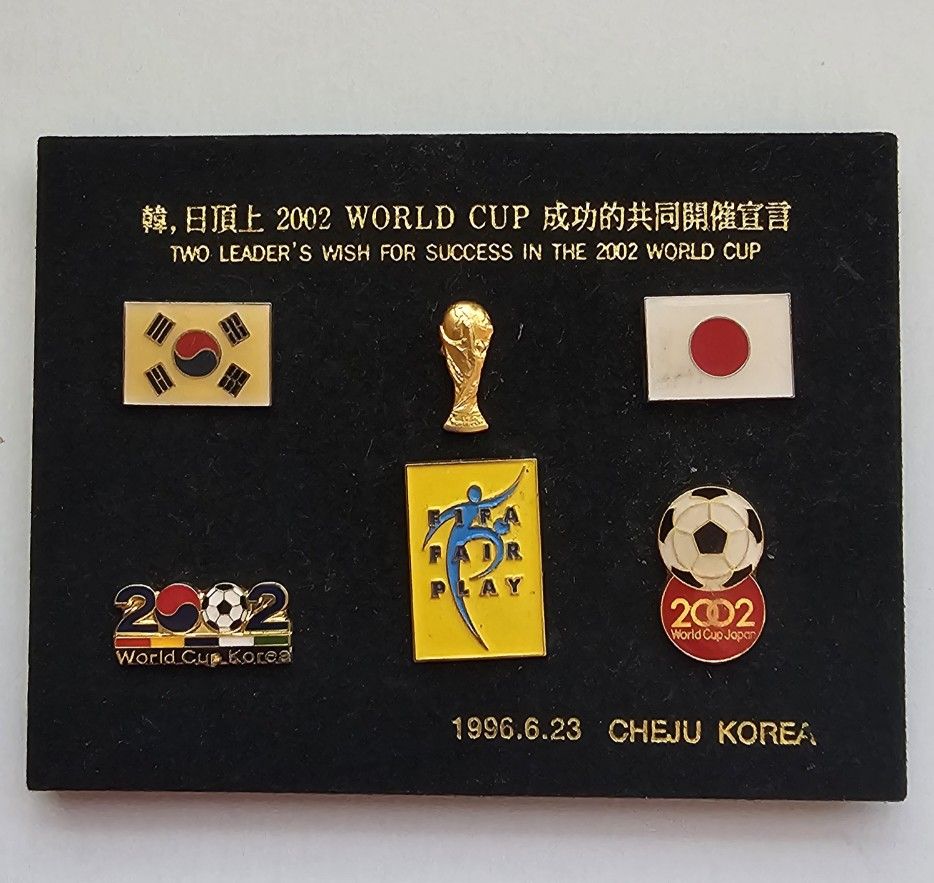 韓, 日頂上 2002 WORLD CUP 成功的共同開催宣言
TWO LEADER'S WISH FOR SUCCESS IN THE 2002 WORLD CUP
FIFA
FAIR
PLAY
2002
World Cup Korea
2002
World Cup Japan
1996.6.23 CHEJU KOREA